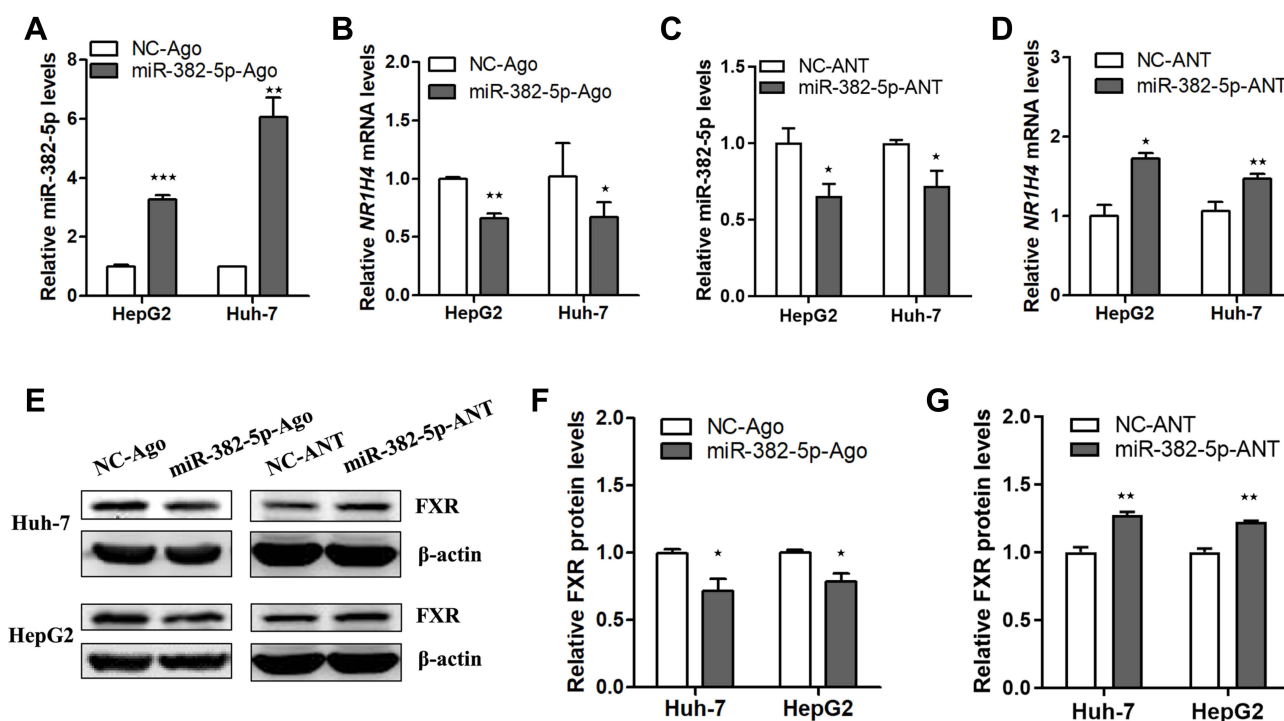 A
NC-Ago
miR-382-5p-Ago
Relative miR-382-5p levels
8
6
4
2
0
★★★
★★
HepG2
Huh-7
B
NC-Ago
miR-382-5p-Ago
Relative NR1H4 mRNA levels
2.0
1.5
1.0
0.5
0.0
★★
★
HepG2
Huh-7
C
NC-ANT
miR-382-5p-ANT
Relative miR-382-5p levels
1.5
1.0
0.5
0.0
★
★
HepG2
Huh-7
D
NC-ANT
miR-382-5p-ANT
Relative NR1H4 mRNA levels
3
2
1
0
★
★★
HepG2
Huh-7
E
NC-Ago
miR-382-5p-Ago
NC-ANT
miR-382-5p-ANT
Huh-7
FXR
β-actin
HepG2
FXR
β-actin
F
NC-Ago
miR-382-5p-Ago
Relative FXR protein levels
2.0
1.5
1.0
0.5
0.0
★
★
Huh-7
HepG2
G
NC-ANT
miR-382-5p-ANT
Relative FXR protein levels
2.0
1.5
1.0
0.5
0.0
★★
★★
Huh-7
HepG2